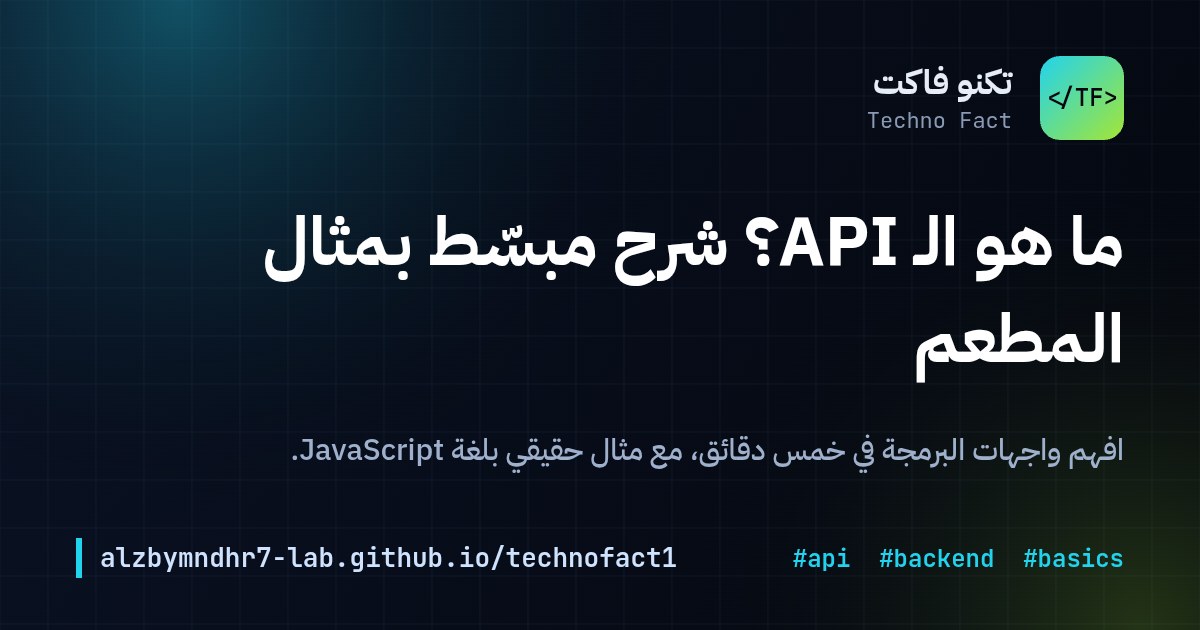 تكنو فاكت
Techno Fact
</TF>
ما هو الـ API؟ شرح مبسّط بمثال
المطعم
افهم واجهات البرمجة في خمس دقائق، مع مثال حقيقي بلغة JavaScript.
alzbymndhr7-lab.github.io/technofact1
#api #backend #basics